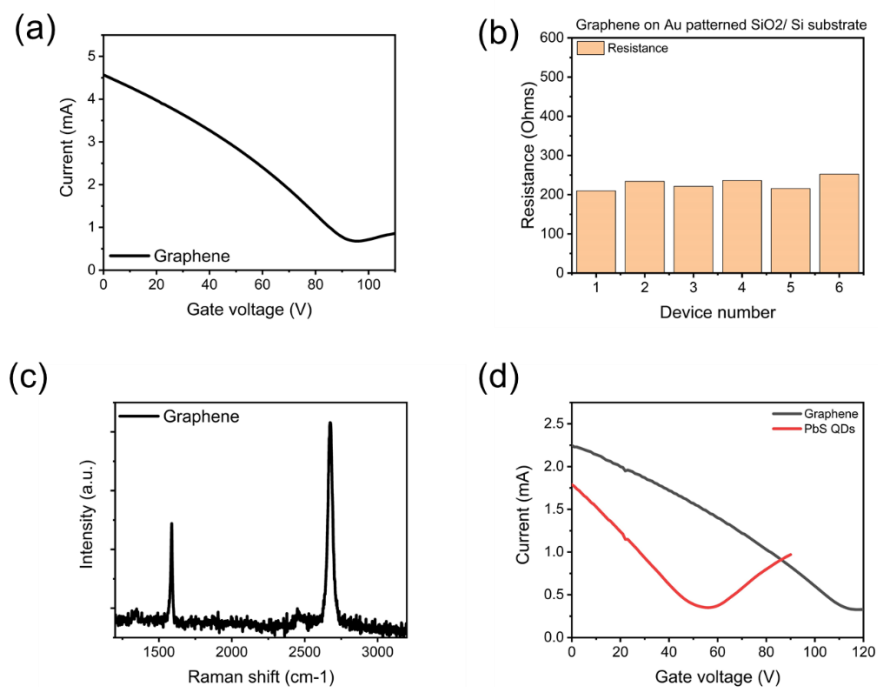 (a)
5
4
3
2
1
0
0 20 40 60 80 100
Current (mA)
Gate voltage (V)
Graphene
(b)
Graphene on Au patterned SiO2/ Si substrate
600
500
400
300
200
100
0
1 2 3 4 5 6
Resistance (Ohms)
Device number
Resistance
(c)
Graphene
Intensity (a.u.)
1500 2000 2500 3000
Raman shift (cm-1)
(d)
Graphene
PbS QDs
2.5
2.0
1.5
1.0
0.5
0.0
0 20 40 60 80 100 120
Current (mA)
Gate voltage (V)